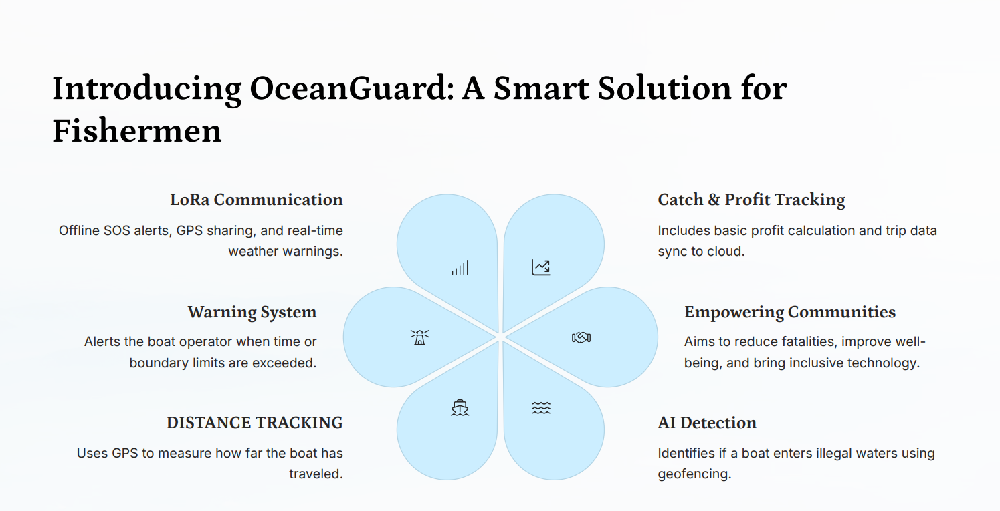 Introducing OceanGuard: A Smart Solution for
Fishermen
LoRa Communication
Offline SOS alerts, GPS sharing, and real-time
weather warnings.
Warning System
Alerts the boat operator when time or
boundary limits are exceeded.
DISTANCE TRACKING
Uses GPS to measure how far the boat has
traveled.
Catch & Profit Tracking
Includes basic profit calculation and trip data
sync to cloud.
Empowering Communities
Aims to reduce fatalities, improve well-
being, and bring inclusive technology.
AI Detection
Identifies if a boat enters illegal waters using
geofencing.